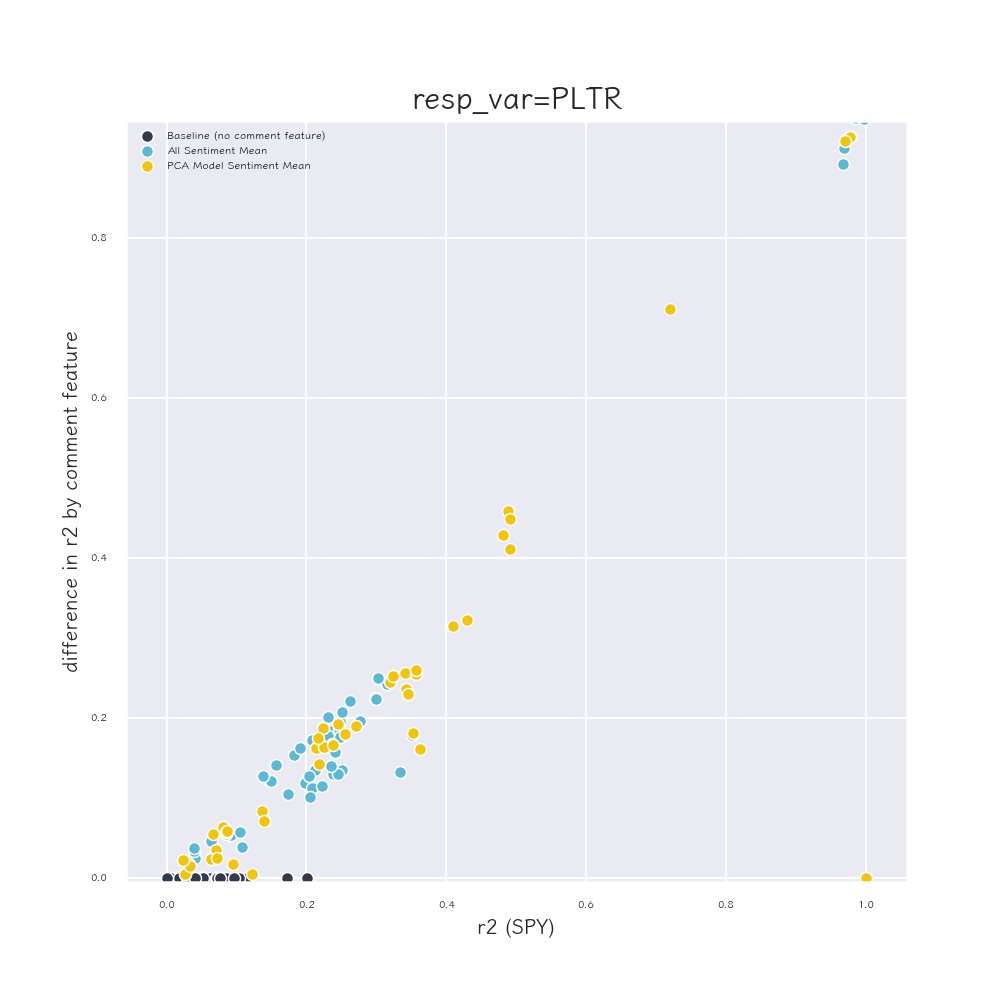 resp_var=PLTR
Baseline (no comment feature)
All Sentiment Mean
PCA Model Sentiment Mean
difference in r2 by comment feature
0.8
0.6
0.4
0.2
0.0
0.0 0.2 0.4 0.6 0.8 1.0
r2 (SPY)